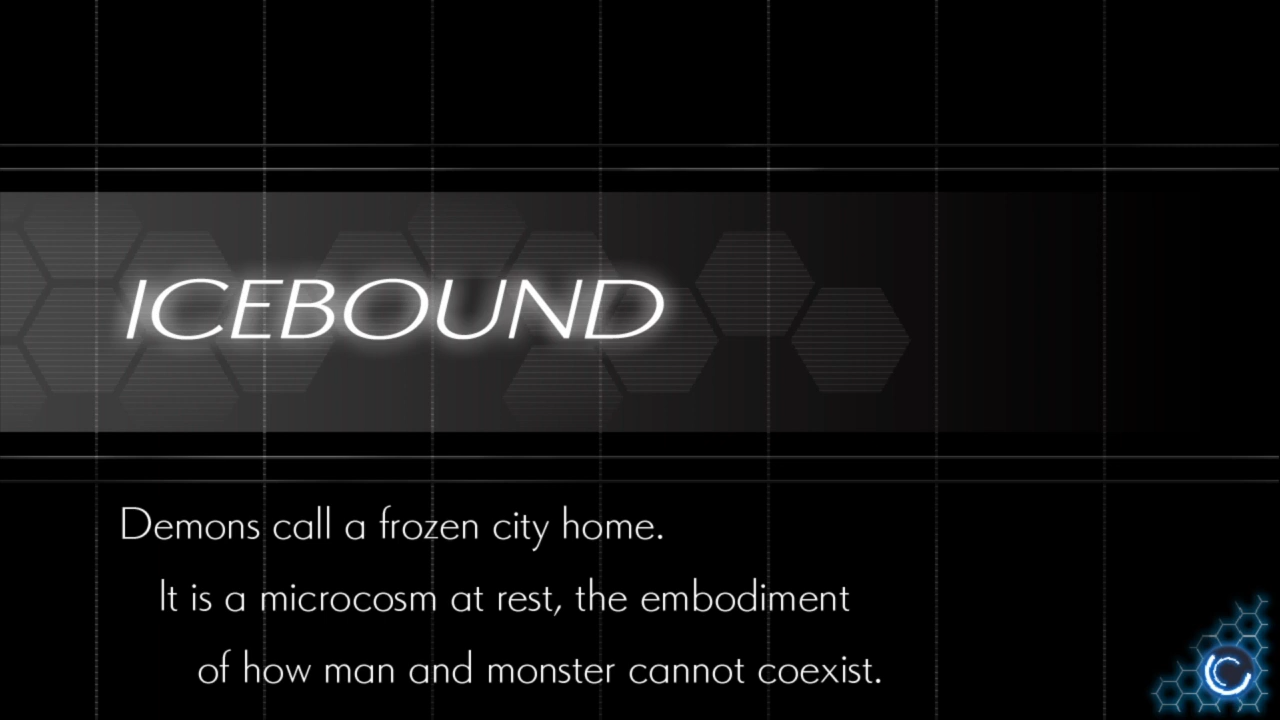 ICEBOUND
Demons call a frozen city home.
It is a microcosm at rest, the embodiment
of how man and monster cannot coexist.